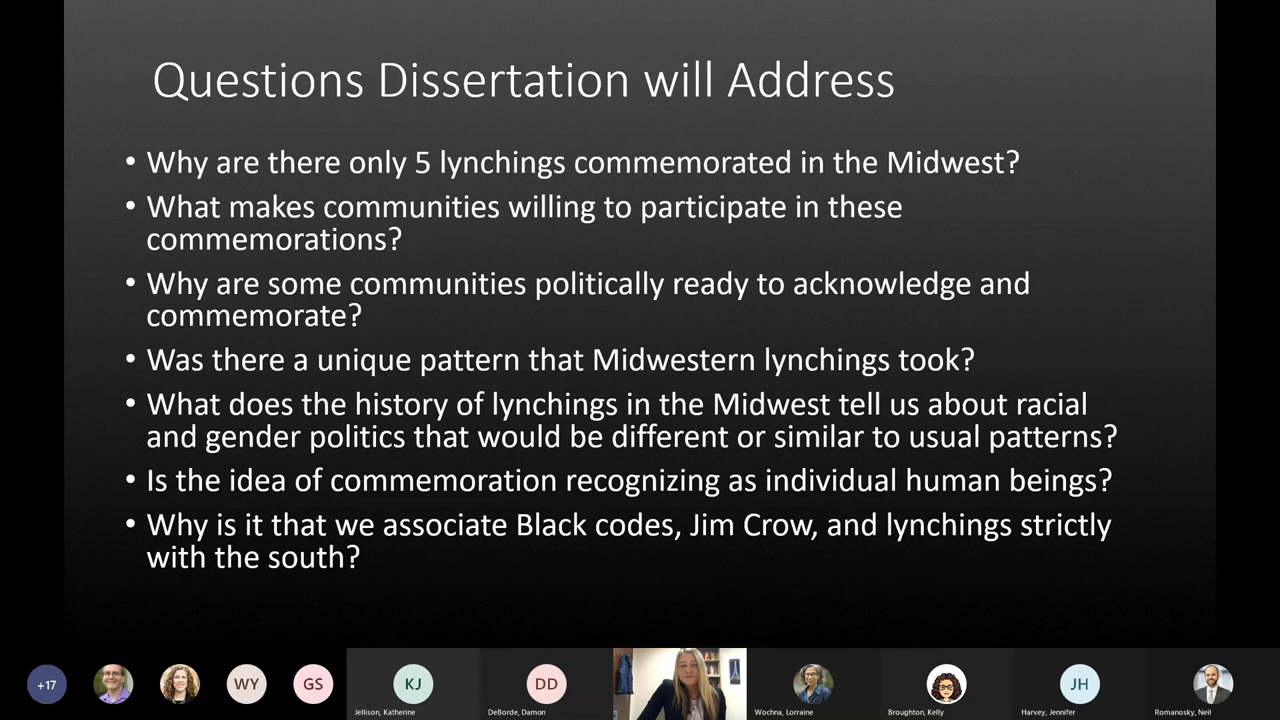 Questions Dissertation will Address
• Why are there only 5 lynchings commemorated in the Midwest?
• What makes communities willing to participate in these
commemorations?
• Why are some communities politically ready to acknowledge and
commemorate?
• Was there a unique pattern that Midwestern lynchings took?
• What does the history of lynchings in the Midwest tell us about racial
and gender politics that would be different or similar to usual patterns?
• Is the idea of commemoration recognizing as individual human beings?
• Why is it that we associate Black codes, Jim Crow, and lynchings strictly
with the south?
+17
WY
GS
KJ
DD
JH
Jellison, Katherine
DeBorde, Damon
Wochna, Lorraine
Broughton, Kelly
Harvey, Jennifer
Romanosky, Neil